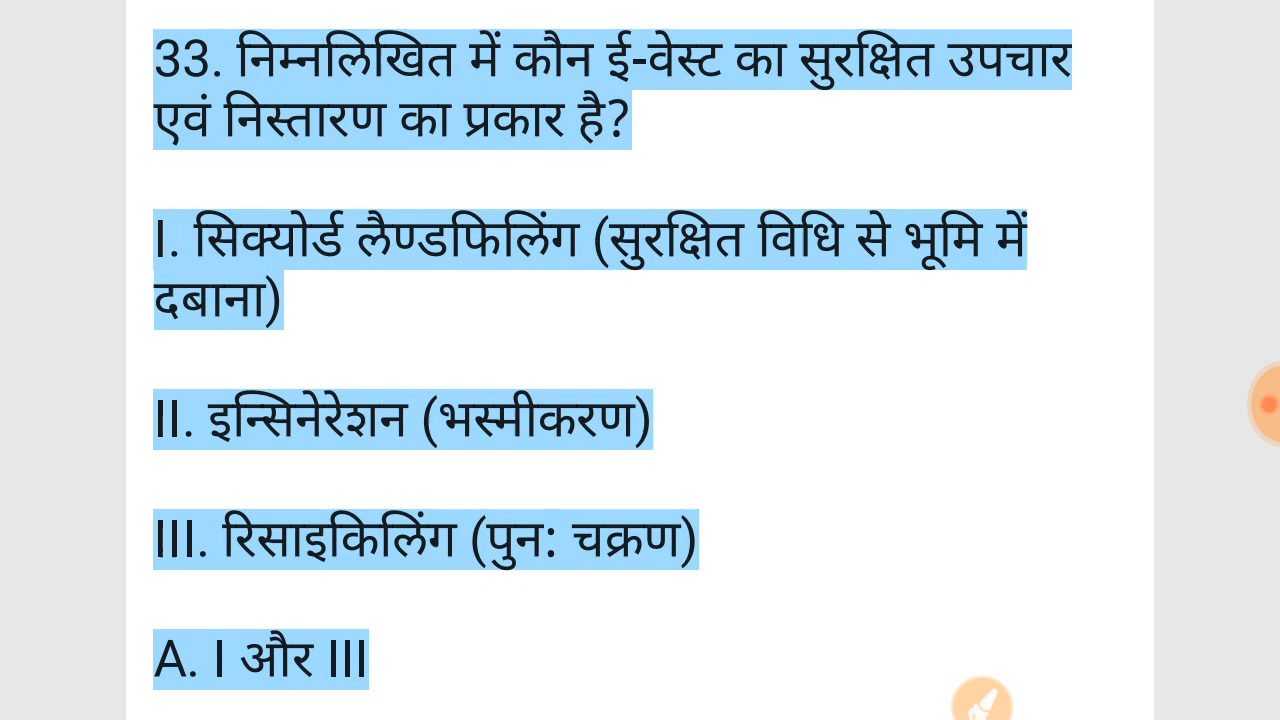 33. निम्नलिखित में कौन ई-वेस्ट का सुरक्षित उपचार
एवं निस्तारण का प्रकार है?
I. सिक्योर्ड लैण्डफिलिंग (सुरक्षित विधि से भूमि में
दबाना)
II. इन्सिनेरेशन (भस्मीकरण)
III. रिसाइकिलिंग (पुन: चक्रण)
A. I और III